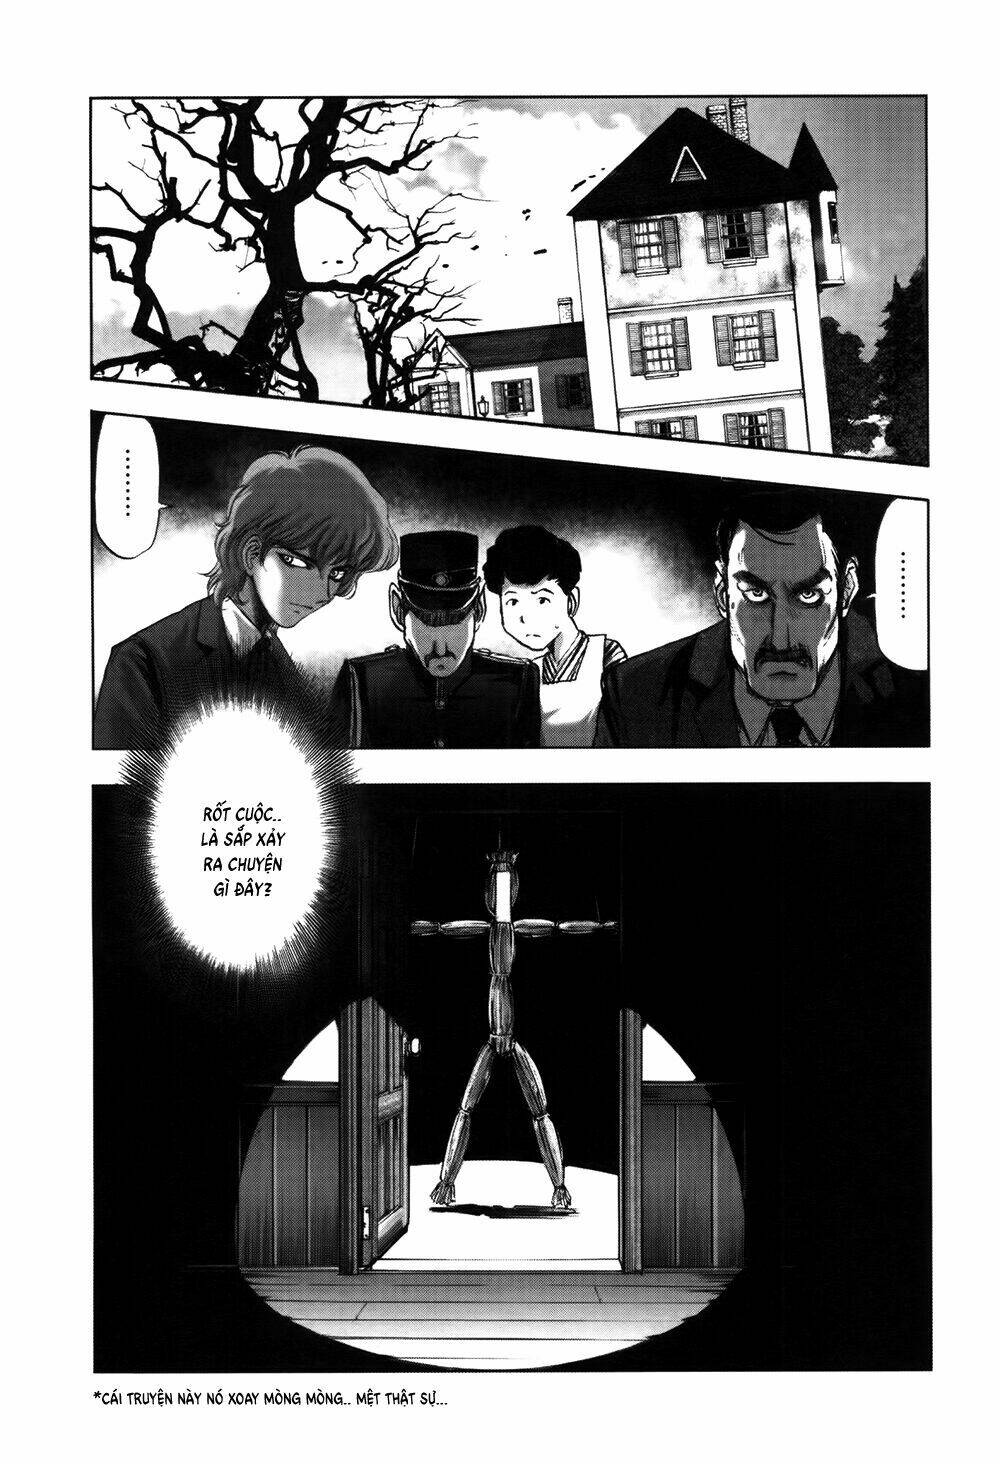 .........
.........
RỐT CUỘC..
LÀ SẮP XẢY
RA CHUYỆN
GÌ ĐÂY?
*CÁI TRUYỆN NÀY NÓ XOAY MÒNG MÒNG.. MỆT THẬT SỰ...